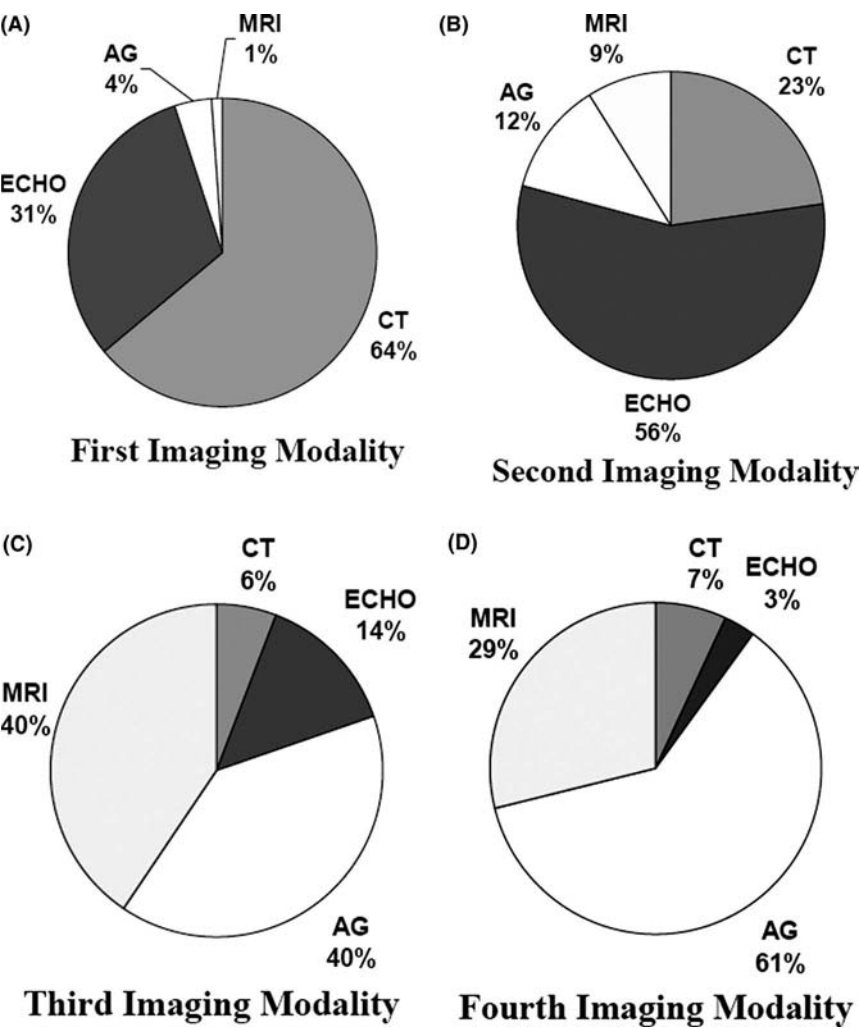 (A)
MRI
1%
AG
4%
ECHO
31%
CT
64%
First Imaging Modality
(B)
MRI
9%
CT
23%
AG
12%
ECHO
56%
Second Imaging Modality
(C)
CT
6%
ECHO
14%
MRI
40%
AG
40%
Third Imaging Modality
(D)
CT
7%
ECHO
3%
MRI
29%
AG
61%
Fourth Imaging Modality